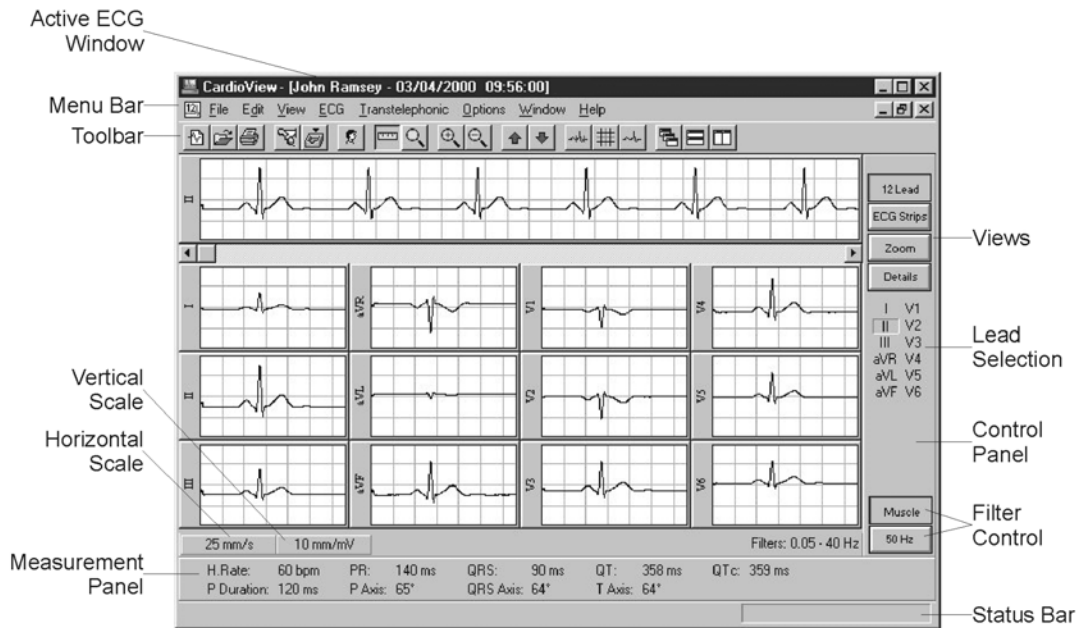 Active ECG
Window
CardioView - [John Ramsey - 03/04/2000 09:56:00]
Menu Bar
File Edit View ECG Transtelephonic Options Window Help
Toolbar
II
12 Lead
ECG Strips
Zoom
Details
Views
I
aVR
V1
V4
II
aVL
V2
V5
III
aVF
V3
V6
I V1
II V2
III V3
aVR V4
aVL V5
aVF V6
Lead
Selection
Vertical
Scale
Horizontal
Scale
Control
Panel
Muscle
50 Hz
Filter
Control
25 mm/s
10 mm/mV
Filters: 0.05 - 40 Hz
Measurement
Panel
H.Rate: 60 bpm PR: 140 ms QRS: 90 ms QT: 358 ms QTc: 359 ms
P Duration: 120 ms P Axis: 65° QRS Axis: 64° T Axis: 64°
Status Bar